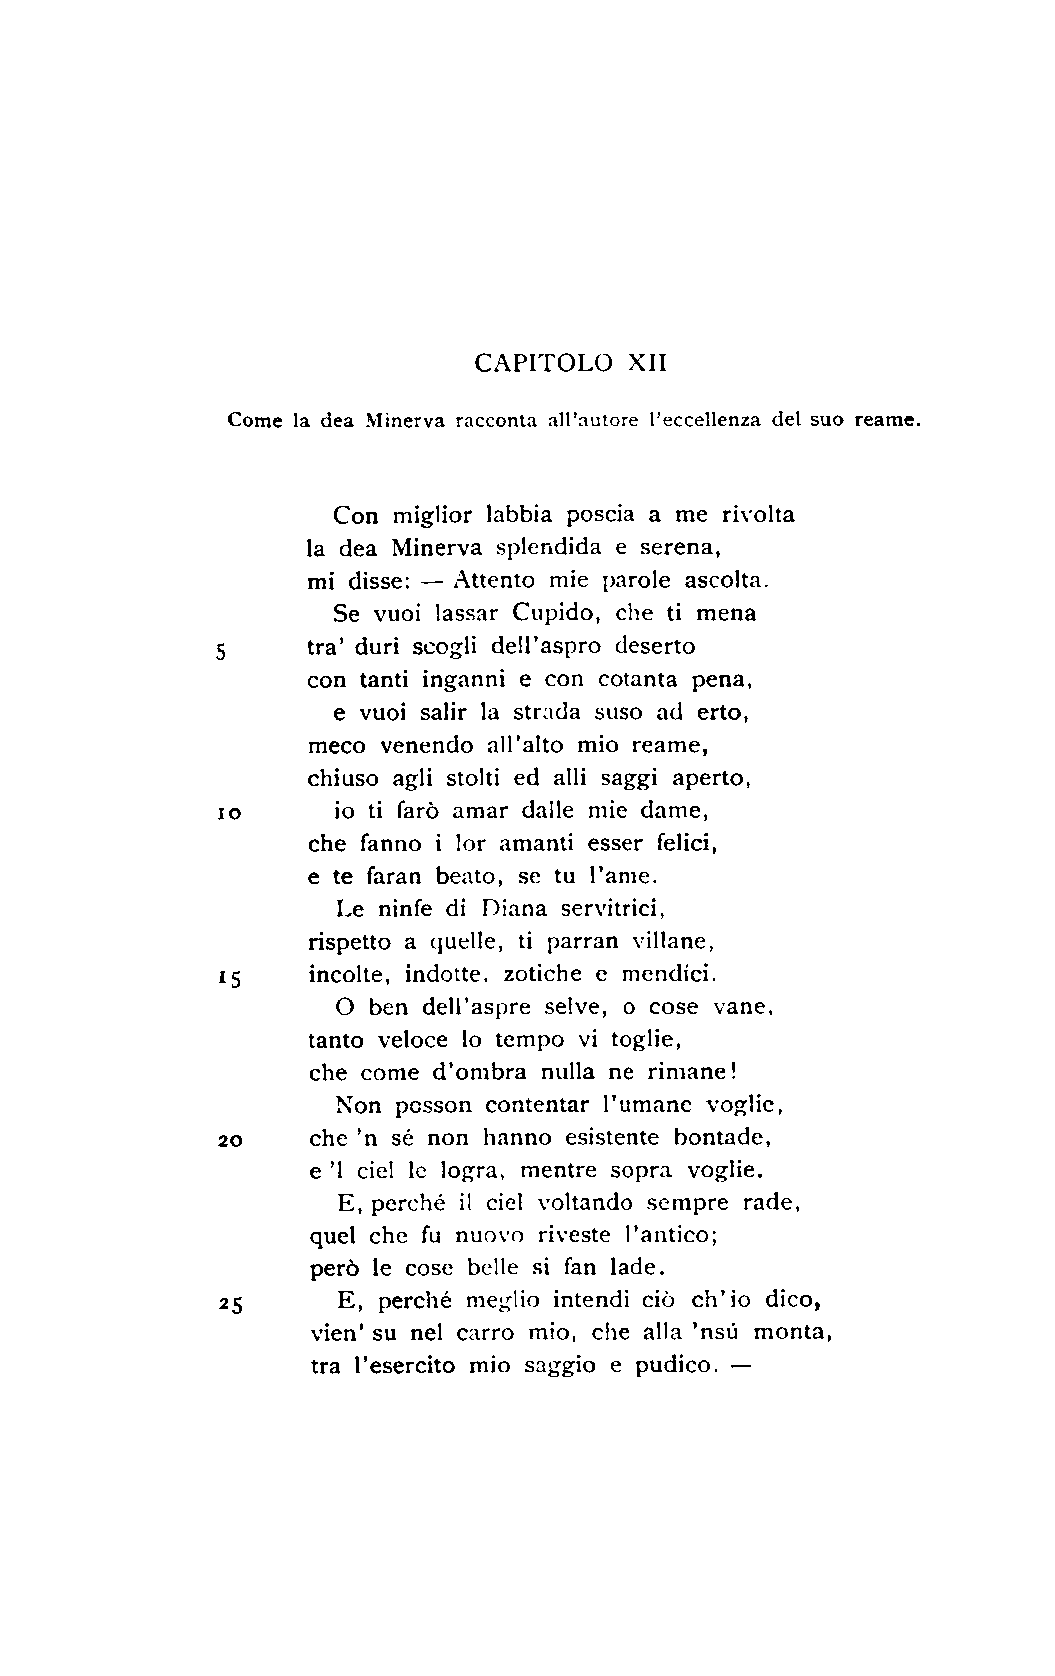 CAPITOLO XII
Come la dea Minerva racconta all'autore l'eccellenza del suo reame.
Con miglior labbia poscia a me rivolta
la dea Minerva splendida e serena,
mi disse: — Attento mie parole ascolta.
Se vuoi lassar Cupido, che ti mena
5 tra' duri scogli dell'aspro deserto
con tanti inganni e con cotanta pena,
e vuoi salir la strada suso ad erto,
meco venendo all'alto mio reame,
chiuso agli stolti ed alli saggi aperto,
10 io ti farò amar dalle mie dame,
che fanno i lor amanti esser felici,
e te faran beato, se tu l'ame.
Le ninfe di Diana servitrici,
rispetto a quelle, ti parran villane,
15 incolte, indotte, zotiche e mendíci.
O ben dell'aspre selve, o cose vane,
tanto veloce lo tempo vi toglie,
che come d'ombra nulla ne rimane!
Non posson contentar l'umane voglie,
20 che 'n sé non hanno esistente bontade,
e 'l ciel le logra, mentre sopra voglie.
E, perché il ciel voltando sempre rade,
quel che fu nuovo riveste l'antico;
però le cose belle si fan lade.
25 E, perché meglio intendi ciò ch'io dico,
vien' su nel carro mio, che alla 'nsú monta,
tra l'esercito mio saggio e pudico. —